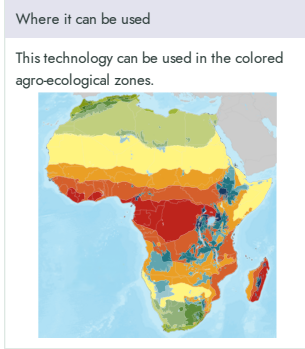 Where it can be used
This technology can be used in the colored
agro-ecological zones.